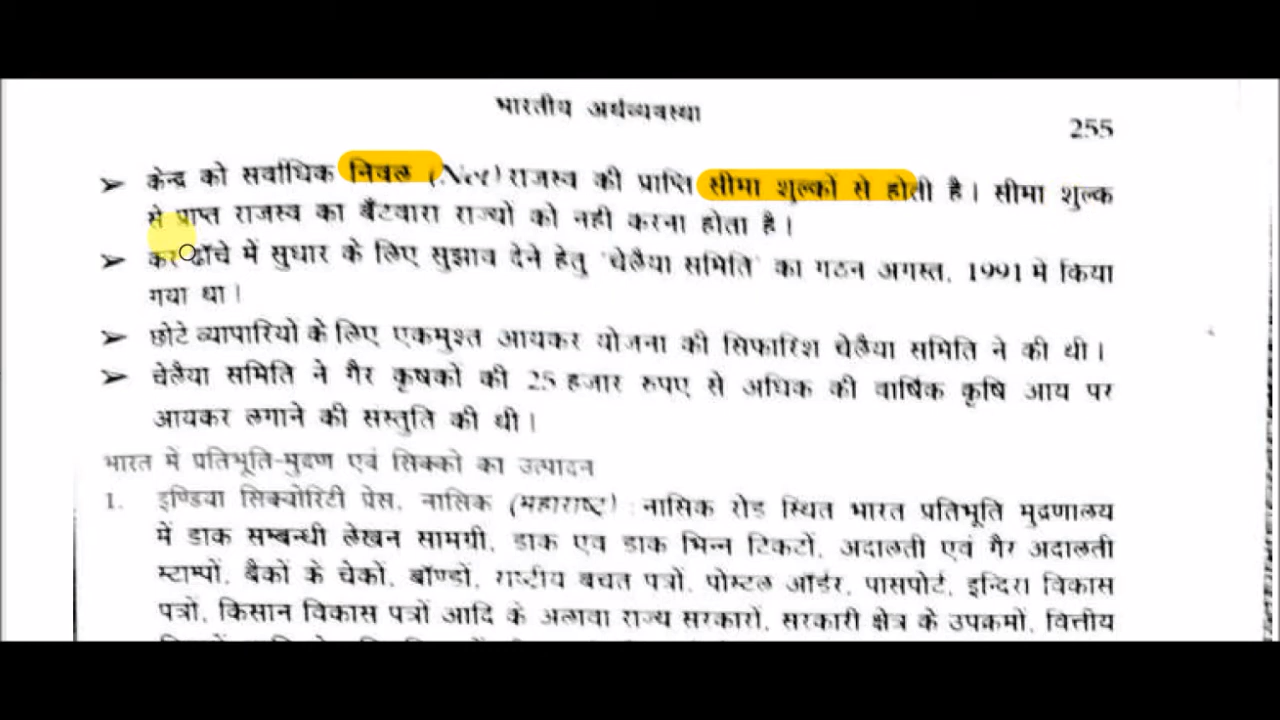 भारतीय अर्थव्यवस्था
255
➤ केन्द्र को सर्वाधिक निवल (Net) राजस्व की प्राप्ति सीमा शुल्कों से होती है। सीमा शुल्क
से प्राप्त राजस्व का बँटवारा राज्यों को नही करना होता है।
➤ कर ढाँचे में सुधार के लिए सुझाव देने हेतु 'चेलैया समिति' का गठन अगस्त, 1991 मे किया
गया था।
➤ छोटे व्यापारियों के लिए एकमुश्त आयकर योजना की सिफारिश चेलैया समिति ने की थी।
➤ चेलैया समिति ने गैर कृषकों की 25 हजार रुपए से अधिक की वार्षिक कृषि आय पर
आयकर लगाने की संस्तुति की थी।
भारत में प्रतिभूति-मुद्रण एवं सिक्को का उत्पादन
1. इण्डिया सिक्योरिटी प्रेस, नासिक (महाराष्ट्र) : नासिक रोड स्थित भारत प्रतिभूति मुद्रणालय
में डाक सम्बन्धी लेखन सामग्री, डाक एव डाक भिन्न टिकटों, अदालती एवं गैर अदालती
स्टाम्पों, बैकों के चेकों, बॉण्डों, राष्ट्रीय बचत पत्रों, पोस्टल ऑर्डर, पासपोर्ट, इन्दिरा विकास
पत्रों, किसान विकास पत्रों आदि के अलावा राज्य सरकारों, सरकारी क्षेत्र के उपक्रमों, वित्तीय